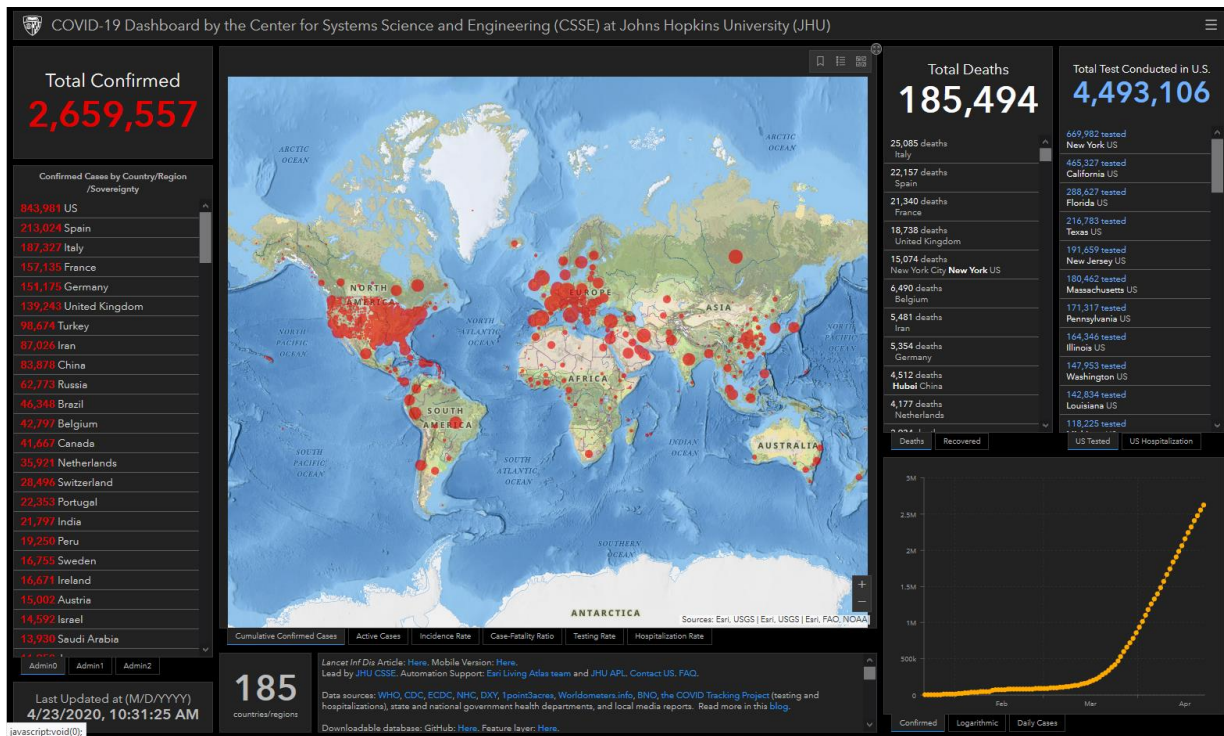 COVID-19 Dashboard by the Center for Systems Science and Engineering (CSSE) at Johns Hopkins University (JHU)
Total Confirmed
2,659,557
Confirmed Cases by Country/Region
/Sovereignty
843,981 US
213,024 Spain
187,327 Italy
157,135 France
151,175 Germany
139,243 United Kingdom
98,674 Turkey
87,026 Iran
83,878 China
62,773 Russia
46,348 Brazil
42,797 Belgium
41,667 Canada
35,921 Netherlands
28,496 Switzerland
22,353 Portugal
21,797 India
19,250 Peru
16,755 Sweden
16,671 Ireland
15,002 Austria
14,592 Israel
13,930 Saudi Arabia
Admin0 Admin1 Admin2
Last Updated at (M/D/YYYY)
4/23/2020, 10:31:25 AM
javascript:void(0);
ARCTIC
OCEAN
ARCTIC
OCEAN
NORTH
AMERICA
EUROPE
ASIA
NORTH
PACIFIC
OCEAN
NORTH
ATLANTIC
OCEAN
NORTH
PACIFIC
OCEAN
AFRICA
SOUTH
AMERICA
INDIAN
OCEAN
AUSTRALIA
SOUTH
PACIFIC
OCEAN
SOUTH
ATLANTIC
OCEAN
SOUTHERN
OCEAN
ANTARCTICA
+
−
Sources: Esri, USGS | Esri, USGS | Esri, FAO, NOAA
Cumulative Confirmed Cases Active Cases Incidence Rate Case-Fatality Ratio Testing Rate Hospitalization Rate
185
countries/regions
Lancet Inf Dis Article: Here. Mobile Version: Here.
Lead by JHU CSSE. Automation Support: Esri Living Atlas team and JHU APL. Contact US. FAQ.
Data sources: WHO, CDC, ECDC, NHC, DXY, 1point3acres, Worldometers.info, BNO, the COVID Tracking Project (testing and
hospitalizations), state and national government health departments, and local media reports. Read more in this blog.
Downloadable database: GitHub: Here. Feature layer: Here.
Total Deaths
185,494
25,085 deaths
Italy
22,157 deaths
Spain
21,340 deaths
France
18,738 deaths
United Kingdom
15,074 deaths
New York City New York US
6,490 deaths
Belgium
5,481 deaths
Iran
5,354 deaths
Germany
4,512 deaths
Hubei China
4,177 deaths
Netherlands
Deaths Recovered
Total Test Conducted in U.S.
4,493,106
669,982 tested
New York US
465,327 tested
California US
288,627 tested
Florida US
216,783 tested
Texas US
191,659 tested
New Jersey US
180,462 tested
Massachusetts US
171,317 tested
Pennsylvania US
164,346 tested
Illinois US
147,953 tested
Washington US
142,834 tested
Louisiana US
118,225 tested
US Tested US Hospitalization
3M
2.5M
2M
1.5M
1M
500k
0
Feb Mar Apr
Confirmed Logarithmic Daily Cases